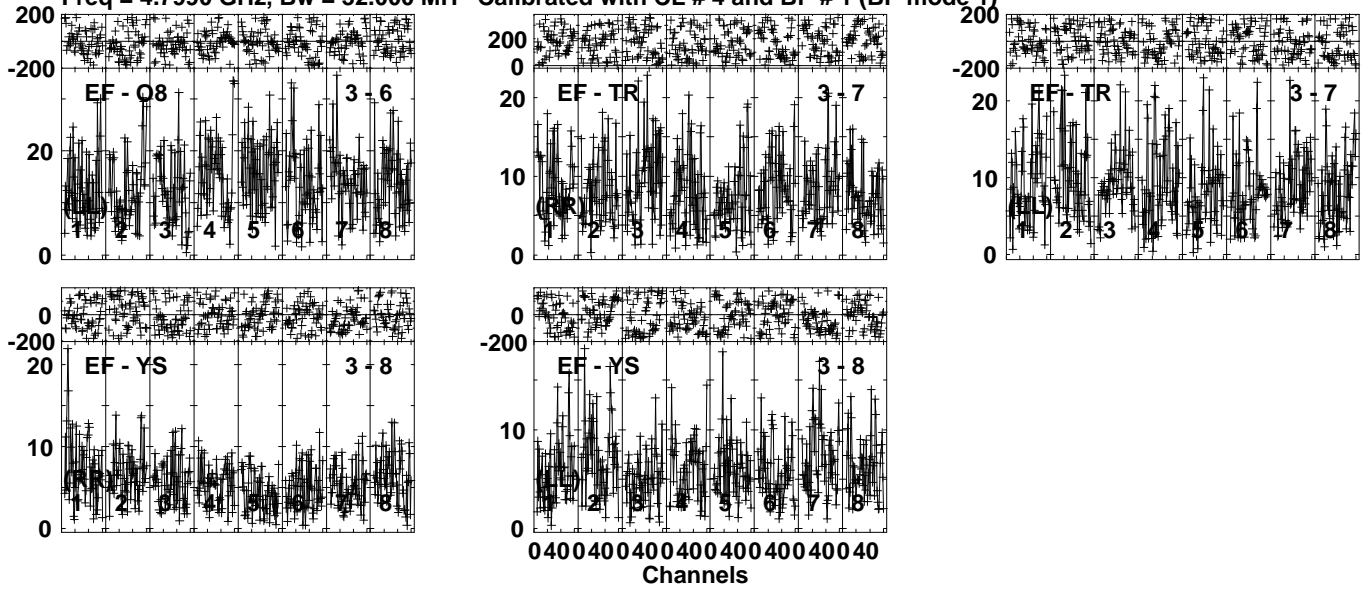 Freq = 4.7990 GHz, Bw = 32.000 MH Calibrated with CL # 4 and BP # 1 (BP mode 1)
200 200 200
-200 0 -200
EF - O8 3 - 6 EF - TR 3 - 7 EF - TR 3 - 7
20 20 20
10 10
(LL) (RR) (LL)
1 2 3 4 5 6 7 8 1 2 3 4 5 6 7 8 1 2 3 4 5 6 7 8
0 0 0
0 0
-200 -200
EF - YS 3 - 8 EF - YS 3 - 8
20
10 10
(RR) (LL)
1 2 3 4 5 6 7 8 1 2 3 4 5 6 7 8
0 0
0 40 0 40 0 40 0 40 0 40 0 40 0 40 0 40
Channels